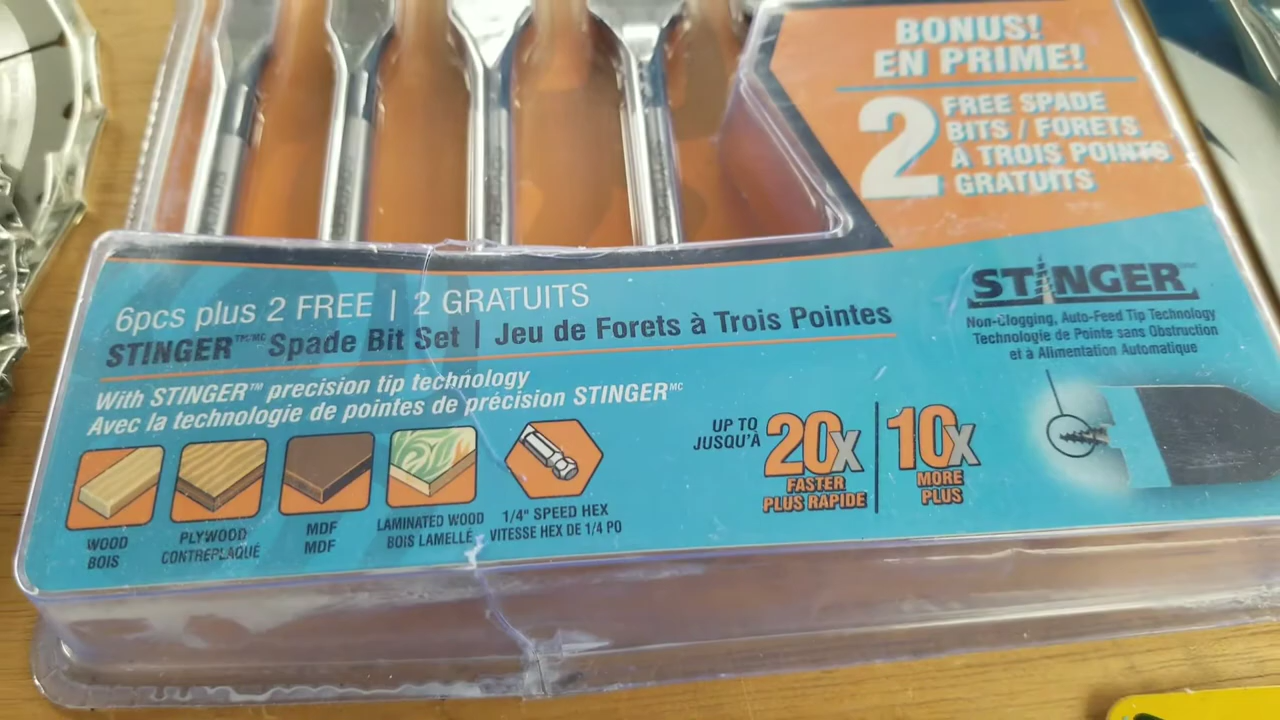 BONUS!
EN PRIME!
2 FREE SPADE
BITS / FORETS
À TROIS POINTS
GRATUITS
6pcs plus 2 FREE | 2 GRATUITS
STINGER™/MC Spade Bit Set | Jeu de Forets à Trois Pointes
With STINGER™ precision tip technology
Avec la technologie de pointes de précision STINGERMC
STINGER
Non-Clogging, Auto-Feed Tip Technology
Technologie de Pointe sans Obstruction
et à Alimentation Automatique
WOOD
BOIS
PLYWOOD
CONTREPLAQUÉ
MDF
MDF
LAMINATED WOOD
BOIS LAMELLÉ
1/4" SPEED HEX
VITESSE HEX DE 1/4 PO
UP TO
JUSQU'À
20x
FASTER
PLUS RAPIDE
10x
MORE
PLUS